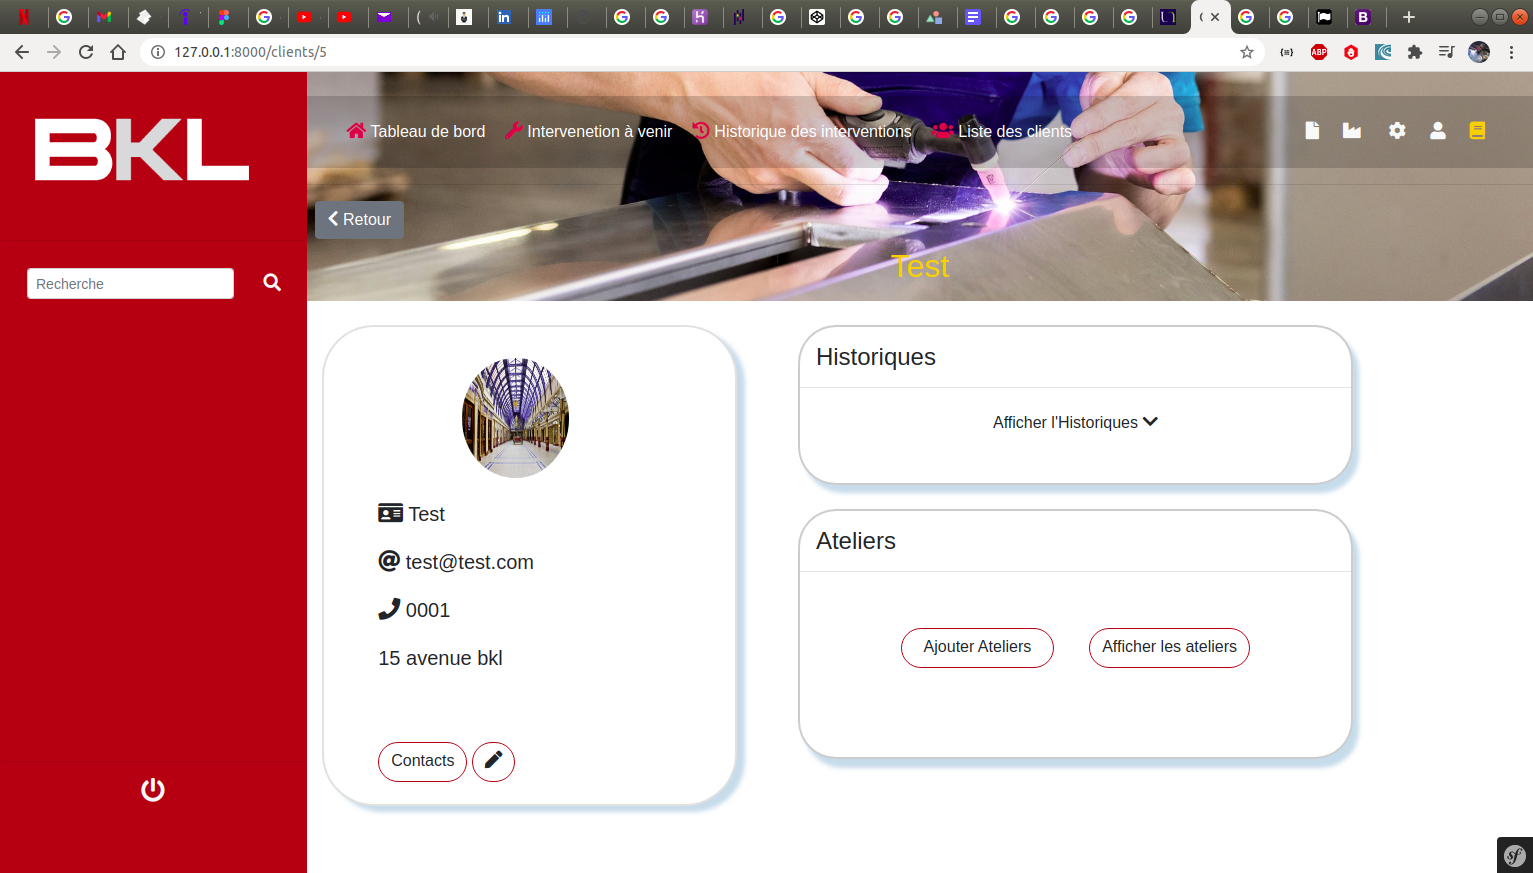 127.0.0.1:8000/clients/5
BKL
Tableau de bord
Intervenetion à venir
Historique des interventions
Liste des clients
Retour
Test
Recherche
Test
test@test.com
0001
15 avenue bkl
Contacts
Historiques
Afficher l'Historiques
Ateliers
Ajouter Ateliers
Afficher les ateliers
ABP
sf